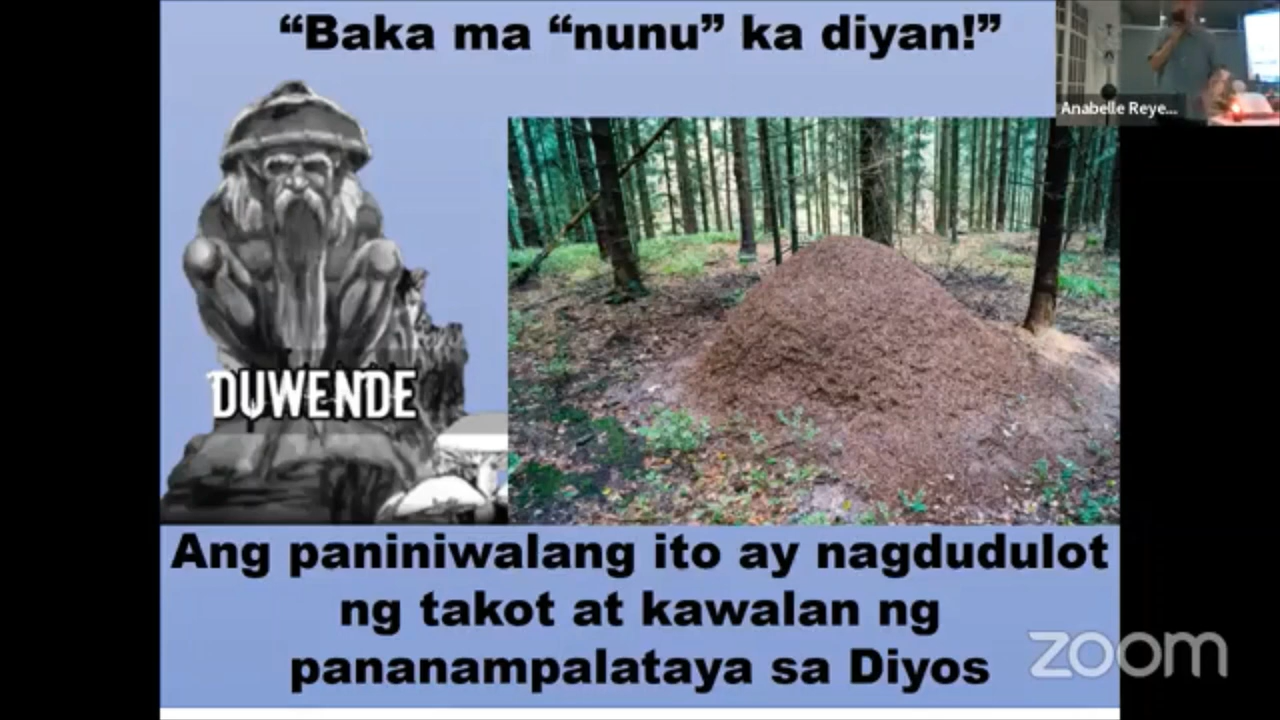 “Baka ma “nunu” ka diyan!”
Anabelle Reye...
DUWENDE
Ang paniniwalang ito ay nagdudulot
ng takot at kawalan ng
pananampalataya sa Diyos
zoom